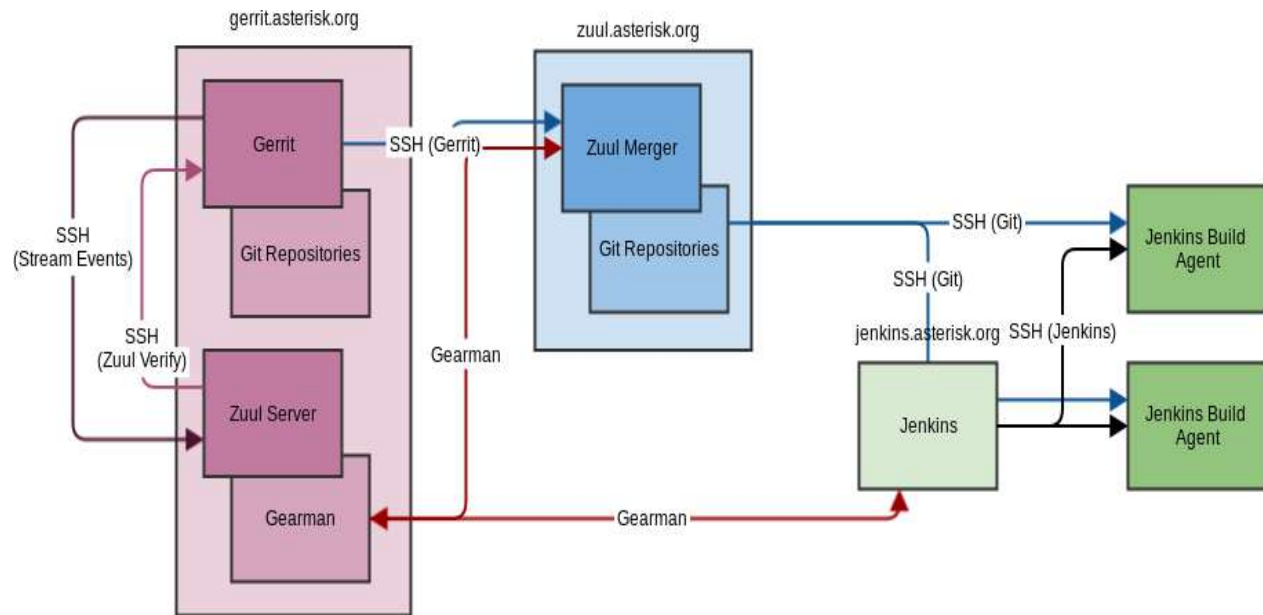 gerrit.asterisk.org
zuul.asterisk.org
Gerrit
SSH (Gerrit)
Zuul Merger
SSH
(Stream Events)
Git Repositories
Git Repositories
SSH (Git)
Jenkins Build
Agent
SSH (Git)
SSH
(Zuul Verify)
Gearman
jenkins.asterisk.org
SSH (Jenkins)
Zuul Server
Jenkins
Jenkins Build
Agent
Gearman
Gearman